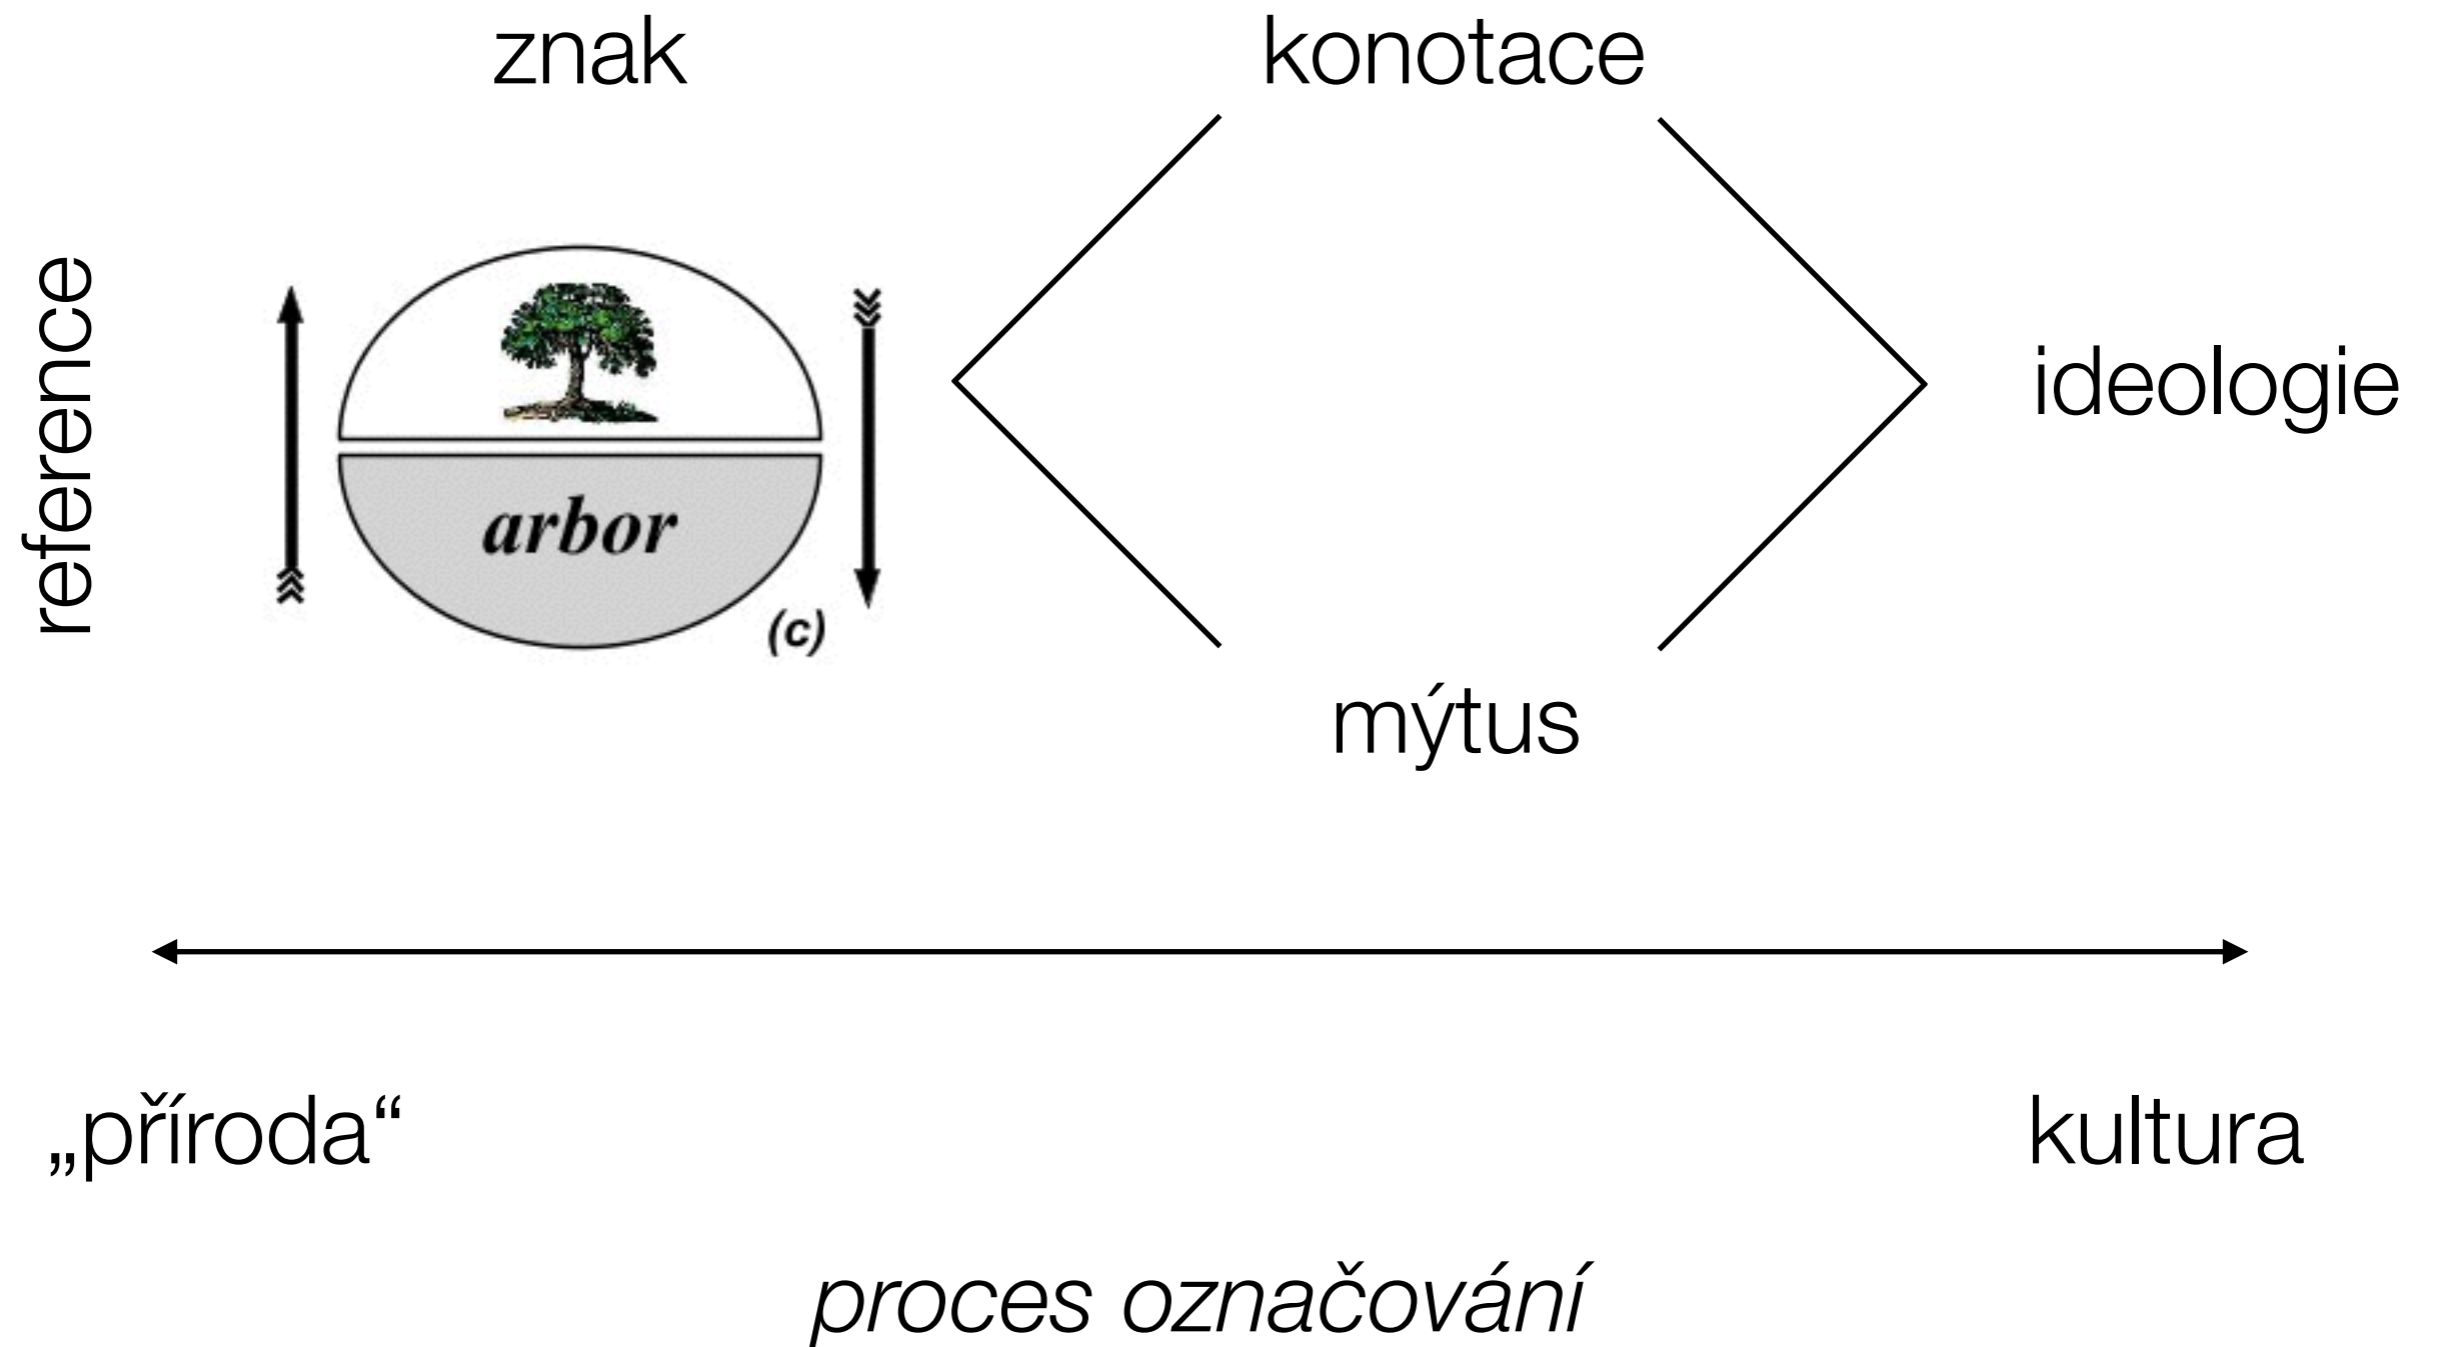 znak
konotace
reference
arbor
(c)
ideologie
mýtus
„příroda“
kultura
proces označování